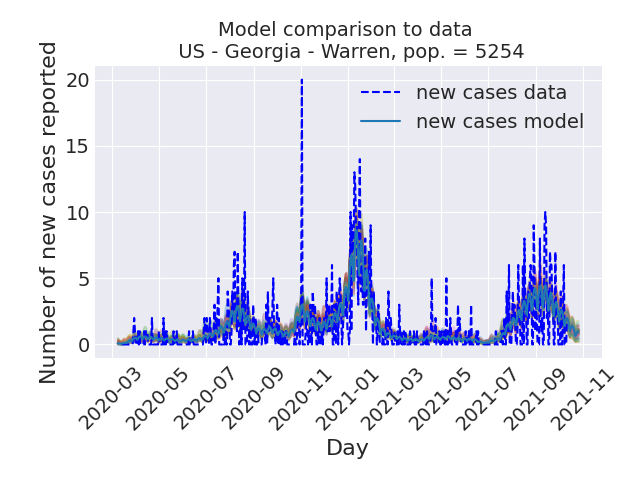 Model comparison to data
US - Georgia - Warren, pop. = 5254
Number of new cases reported
20
15
10
5
0
new cases data
new cases model
2020-03
2020-05
2020-07
2020-09
2020-11
2021-01
2021-03
2021-05
2021-07
2021-09
2021-11
Day